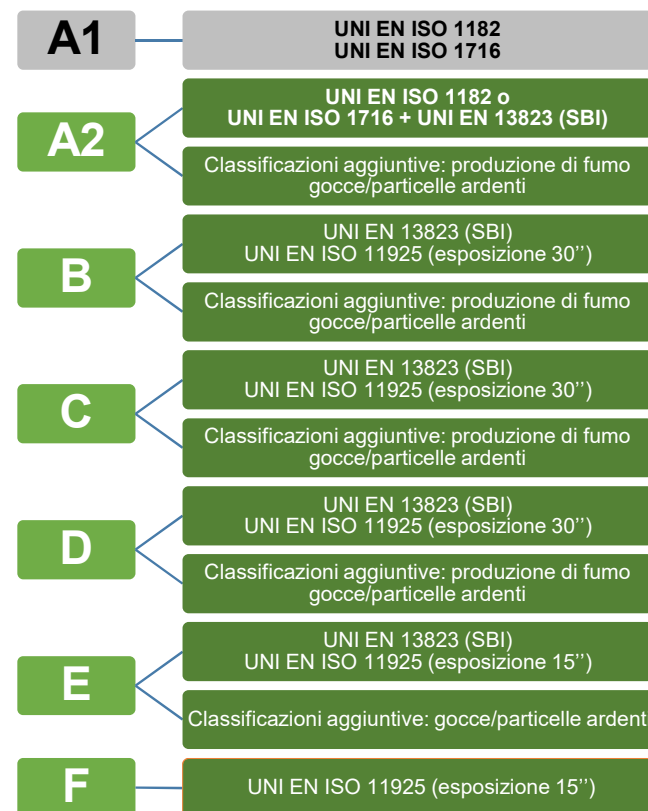 A1
UNI EN ISO 1182
UNI EN ISO 1716
A2
UNI EN ISO 1182 o
UNI EN ISO 1716 + UNI EN 13823 (SBI)
Classificazioni aggiuntive: produzione di fumo
gocce/particelle ardenti
B
UNI EN 13823 (SBI)
UNI EN ISO 11925 (esposizione 30’’)
Classificazioni aggiuntive: produzione di fumo
gocce/particelle ardenti
C
UNI EN 13823 (SBI)
UNI EN ISO 11925 (esposizione 30’’)
Classificazioni aggiuntive: produzione di fumo
gocce/particelle ardenti
D
UNI EN 13823 (SBI)
UNI EN ISO 11925 (esposizione 30’’)
Classificazioni aggiuntive: produzione di fumo
gocce/particelle ardenti
E
UNI EN 13823 (SBI)
UNI EN ISO 11925 (esposizione 15’’)
Classificazioni aggiuntive: gocce/particelle ardenti
F
UNI EN ISO 11925 (esposizione 15’’)